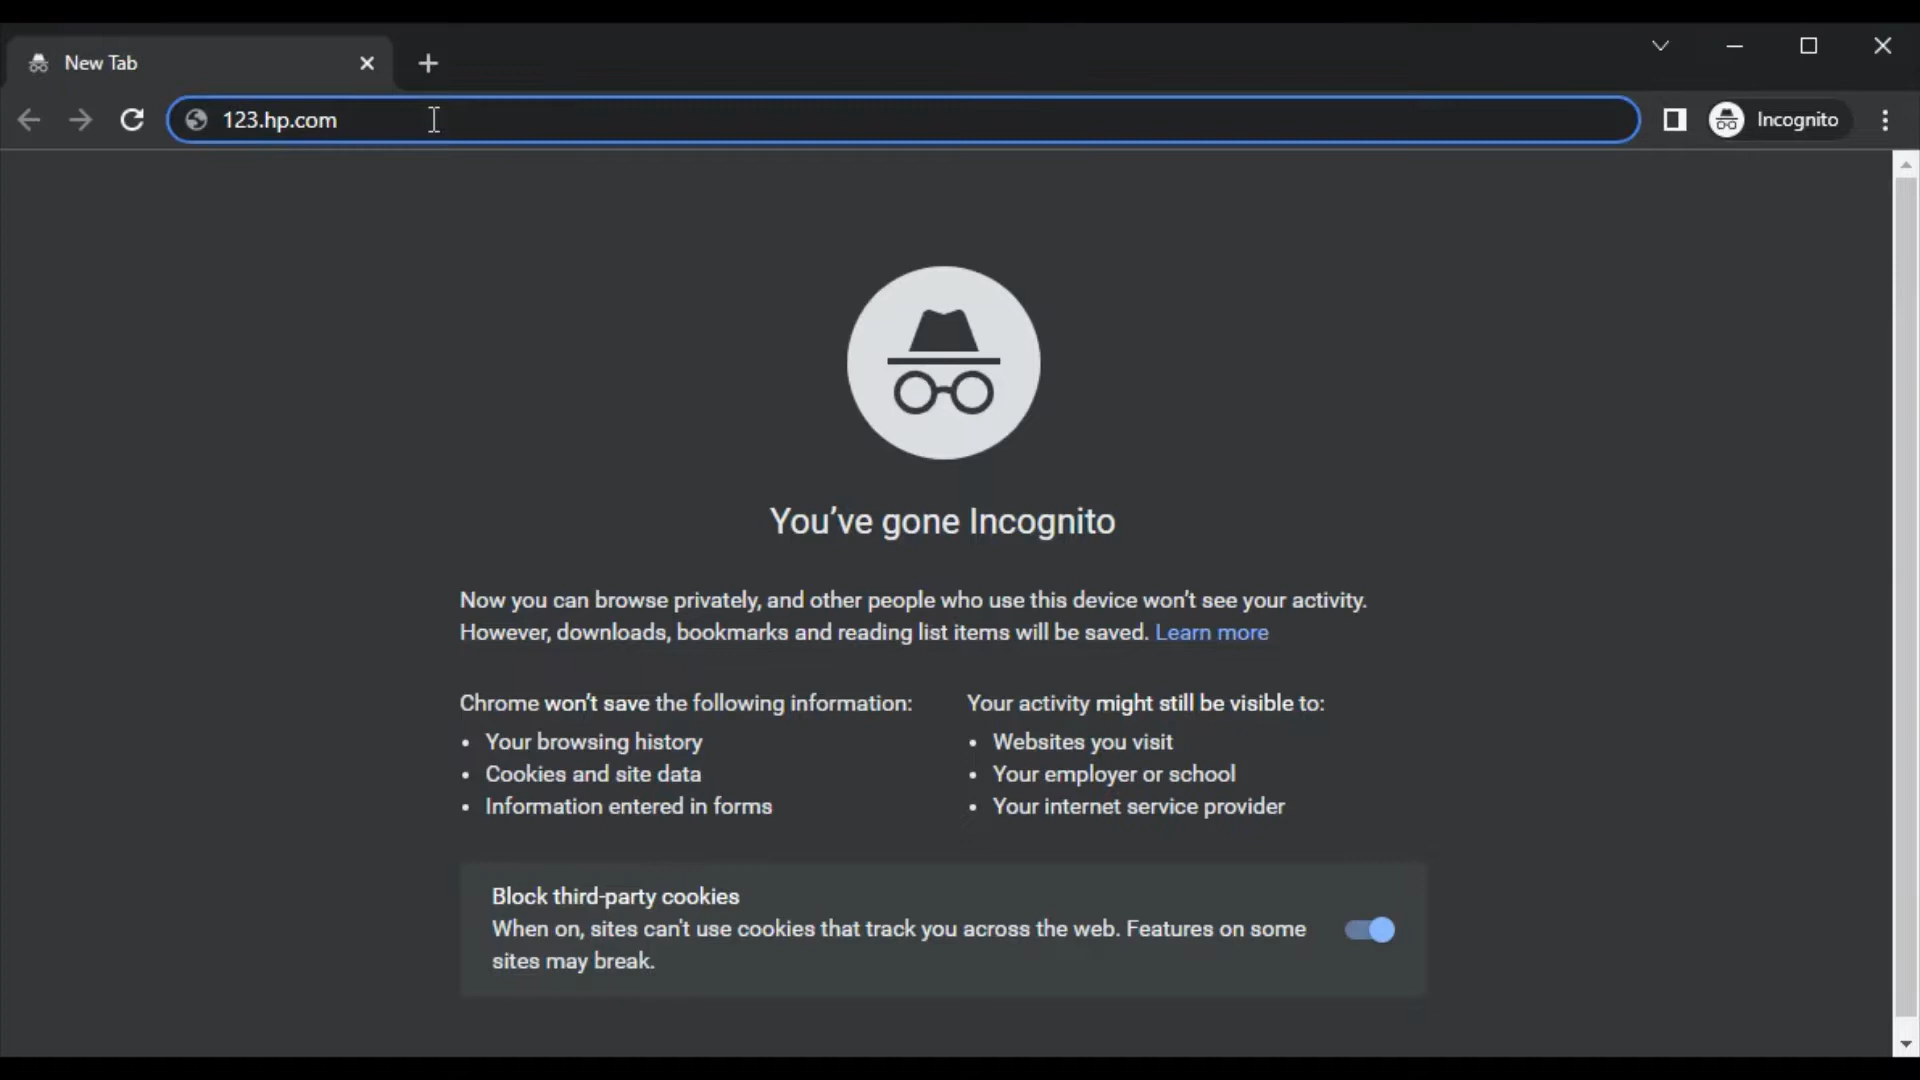 New Tab
123.hp.com
Incognito
You've gone Incognito
Now you can browse privately, and other people who use this device won't see your activity.
However, downloads, bookmarks and reading list items will be saved. Learn more
Chrome won't save the following information:
• Your browsing history
• Cookies and site data
• Information entered in forms
Your activity might still be visible to:
• Websites you visit
• Your employer or school
• Your internet service provider
Block third-party cookies
When on, sites can't use cookies that track you across the web. Features on some
sites may break.